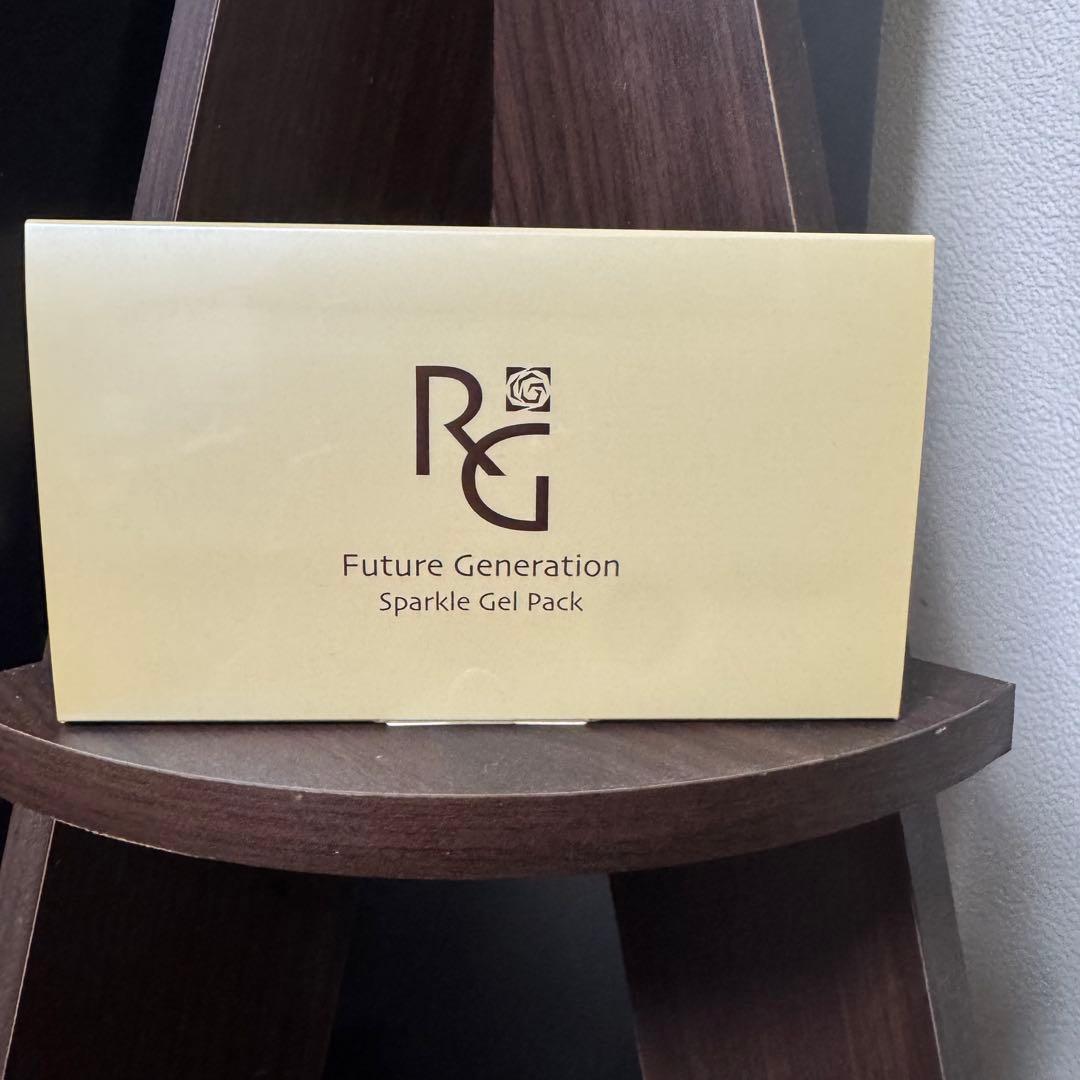 RG
Future Generation
Sparkle Gel Pack